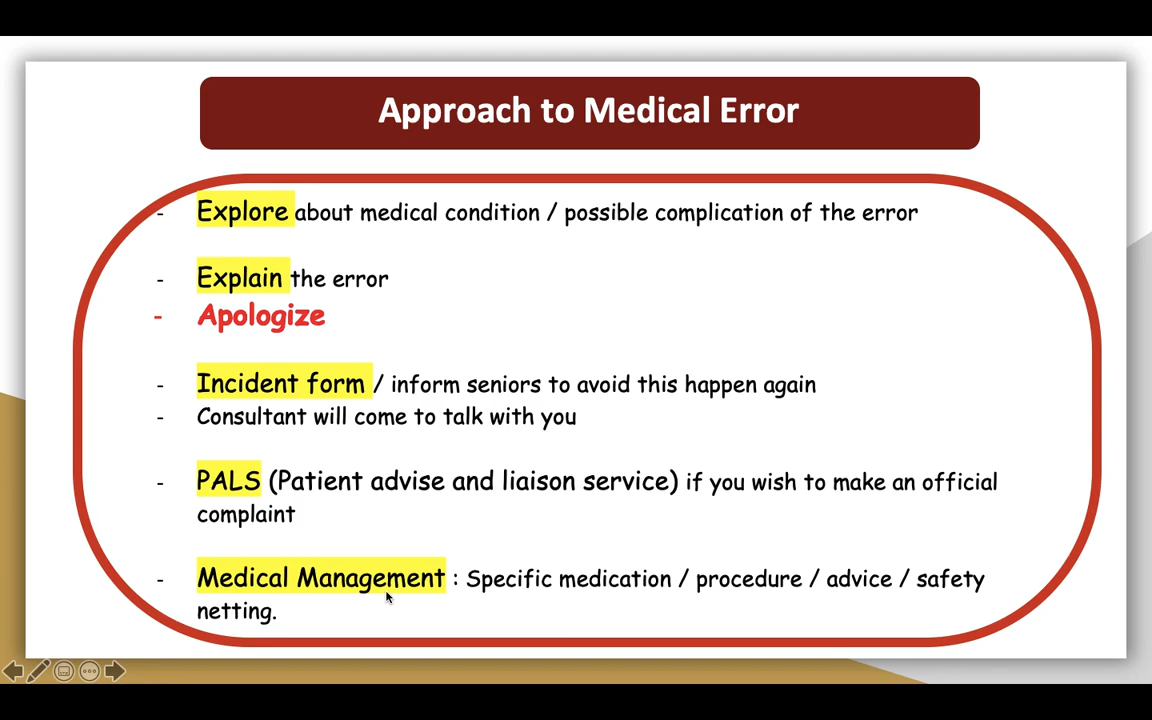 Approach to Medical Error
- Explore about medical condition / possible complication of the error
- Explain the error
- Apologize
- Incident form / inform seniors to avoid this happen again
- Consultant will come to talk with you
- PALS (Patient advise and liaison service) if you wish to make an official
complaint
- Medical Management : Specific medication / procedure / advice / safety
netting.